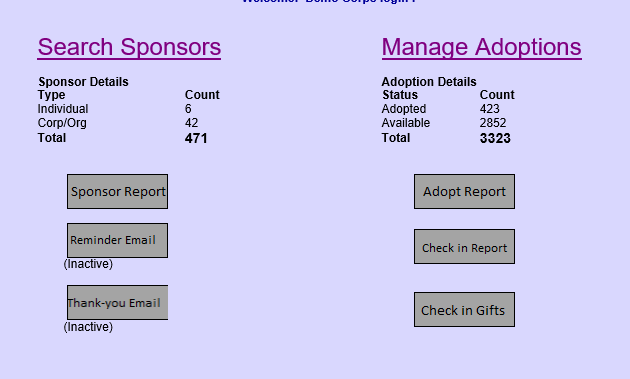 Welcome! Demo Corps login !
Search Sponsors
Manage Adoptions
Sponsor Details
Type Count
Individual 6
Corp/Org 42
Total 471
Adoption Details
Status Count
Adopted 423
Available 2852
Total 3323
Sponsor Report
Adopt Report
Reminder Email
(Inactive)
Check in Report
Thank-you Email
(Inactive)
Check in Gifts